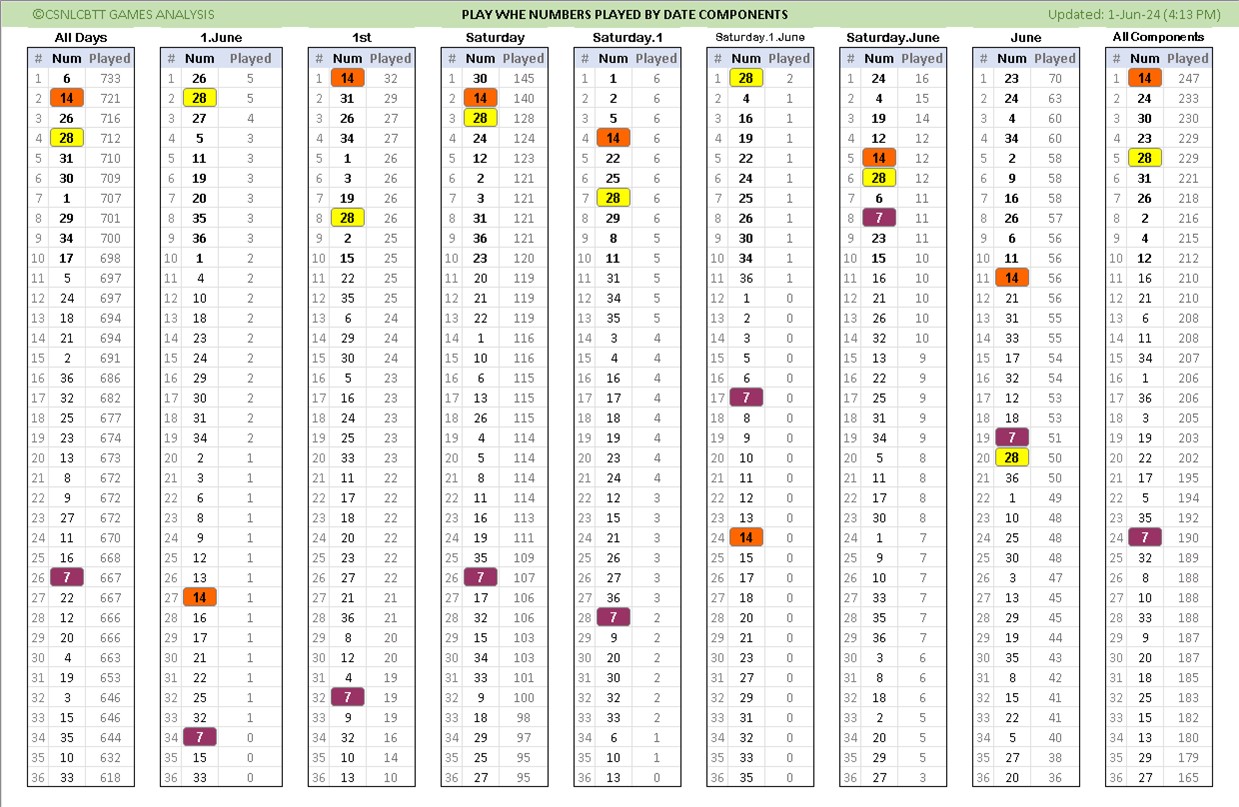 ©CSNLCBTT GAMES ANALYSIS PLAY WHE NUMBERS PLAYED BY DATE COMPONENTS Updated: 1-Jun-24 (4:13 PM)
All Days 1.June 1st Saturday Saturday.1 Saturday.1.June Saturday.June June All Components
# Num Played # Num Played # Num Played # Num Played # Num Played # Num Played # Num Played # Num Played # Num Played
1 6 733 1 26 5 1 14 32 1 30 145 1 1 6 1 28 2 1 24 16 1 23 70 1 14 247
2 14 721 2 28 5 2 31 29 2 14 140 2 2 6 2 4 1 2 4 15 2 24 63 2 24 233
3 26 716 3 27 4 3 26 27 3 28 128 3 5 6 3 16 1 3 19 14 3 4 60 3 30 230
4 28 712 4 5 3 4 34 27 4 24 124 4 14 6 4 19 1 4 12 12 4 34 60 4 23 229
5 31 710 5 11 3 5 1 26 5 12 123 5 22 6 5 22 1 5 14 12 5 2 58 5 28 229
6 30 709 6 19 3 6 3 26 6 2 121 6 25 6 6 24 1 6 28 12 6 9 58 6 31 221
7 1 707 7 20 3 7 19 26 7 3 121 7 28 6 7 25 1 7 6 11 7 16 58 7 26 218
8 29 701 8 35 3 8 28 26 8 31 121 8 29 6 8 26 1 8 7 11 8 26 57 8 2 216
9 34 700 9 36 3 9 2 25 9 36 121 9 8 5 9 30 1 9 23 11 9 6 56 9 4 215
10 17 698 10 1 2 10 15 25 10 23 120 10 11 5 10 34 1 10 15 10 10 11 56 10 12 212
11 5 697 11 4 2 11 22 25 11 20 119 11 31 5 11 36 1 11 16 10 11 14 56 11 16 210
12 24 697 12 10 2 12 35 25 12 21 119 12 34 5 12 1 0 12 21 10 12 21 56 12 21 210
13 18 694 13 18 2 13 6 24 13 22 119 13 35 5 13 2 0 13 26 10 13 31 55 13 6 208
14 21 694 14 23 2 14 29 24 14 1 116 14 3 4 14 3 0 14 32 10 14 33 55 14 11 208
15 2 691 15 24 2 15 30 24 15 10 116 15 4 4 15 5 0 15 13 9 15 17 54 15 34 207
16 36 686 16 29 2 16 5 23 16 6 115 16 16 4 16 6 0 16 22 9 16 32 54 16 1 206
17 32 682 17 30 2 17 16 23 17 13 115 17 17 4 17 7 0 17 25 9 17 12 53 17 36 206
18 25 677 18 31 2 18 24 23 18 26 115 18 18 4 18 8 0 18 31 9 18 18 53 18 3 205
19 23 674 19 34 2 19 25 23 19 4 114 19 19 4 19 9 0 19 34 9 19 7 51 19 19 203
20 13 673 20 2 1 20 33 23 20 5 114 20 23 4 20 10 0 20 5 8 20 28 50 20 22 202
21 8 672 21 3 1 21 11 22 21 8 114 21 24 4 21 11 0 21 11 8 21 36 50 21 17 195
22 9 672 22 6 1 22 17 22 22 11 114 22 12 3 22 12 0 22 17 8 22 1 49 22 5 194
23 27 672 23 8 1 23 18 22 23 16 113 23 15 3 23 13 0 23 30 8 23 10 48 23 35 192
24 11 670 24 9 1 24 20 22 24 19 111 24 21 3 24 14 0 24 1 7 24 25 48 24 7 190
25 16 668 25 12 1 25 23 22 25 35 109 25 26 3 25 15 0 25 9 7 25 30 48 25 32 189
26 7 667 26 13 1 26 27 22 26 7 107 26 27 3 26 17 0 26 10 7 26 3 47 26 8 188
27 22 667 27 14 1 27 21 21 27 17 106 27 36 3 27 18 0 27 33 7 27 13 45 27 10 188
28 12 666 28 16 1 28 36 21 28 32 106 28 7 2 28 20 0 28 35 7 28 29 45 28 33 188
29 20 666 29 17 1 29 8 20 29 15 103 29 9 2 29 21 0 29 36 7 29 19 44 29 9 187
30 4 663 30 21 1 30 12 20 30 34 103 30 20 2 30 23 0 30 3 6 30 35 43 30 20 187
31 19 653 31 22 1 31 4 19 31 33 101 31 30 2 31 27 0 31 8 6 31 8 42 31 18 185
32 3 646 32 25 1 32 7 19 32 9 100 32 32 2 32 29 0 32 18 6 32 15 41 32 25 183
33 15 646 33 32 1 33 9 19 33 18 98 33 33 2 33 31 0 33 2 5 33 22 41 33 15 182
34 35 644 34 7 0 34 32 16 34 29 97 34 6 1 34 32 0 34 20 5 34 5 40 34 13 180
35 10 632 35 15 0 35 10 14 35 25 95 35 10 1 35 33 0 35 28 5 35 27 38 35 29 179
36 33 618 36 33 0 36 13 10 36 27 95 36 13 0 36 35 0 36 27 3 36 20 36 36 27 165